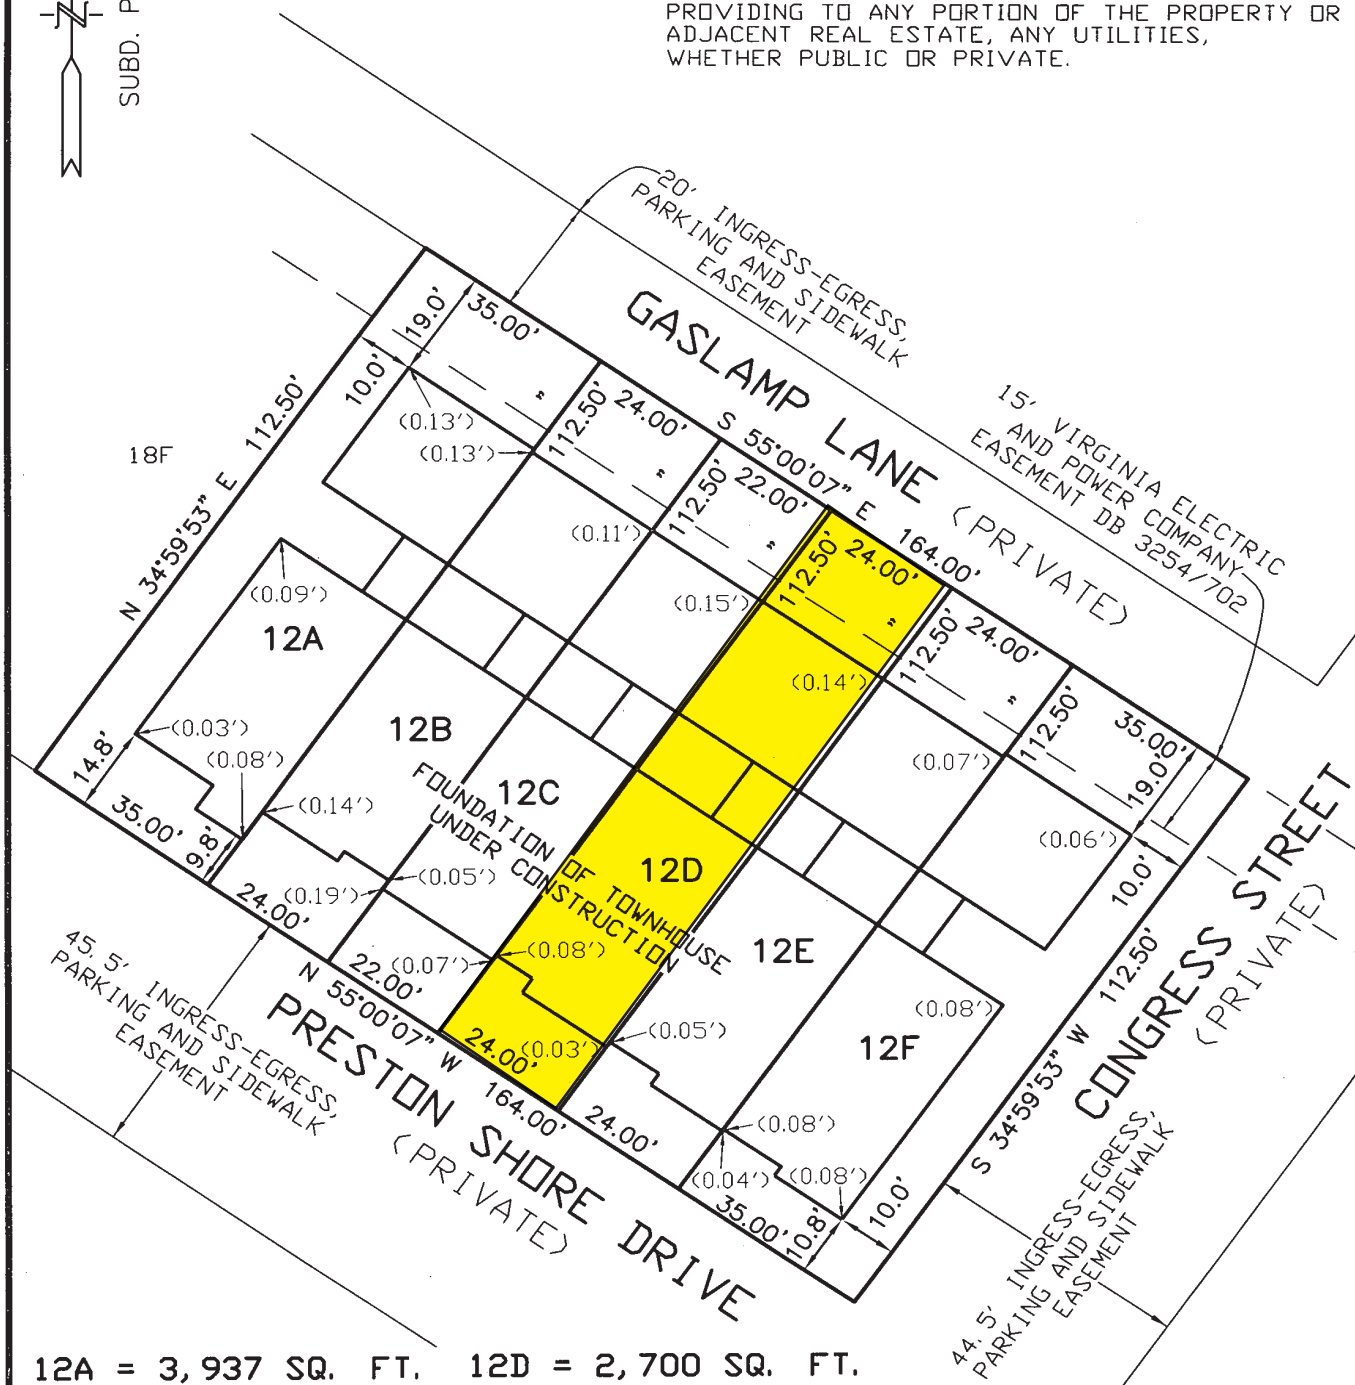 PROVIDING TO ANY PORTION OF THE PROPERTY OR
ADJACENT REAL ESTATE, ANY UTILITIES,
WHETHER PUBLIC OR PRIVATE.
N
SUBD. P
20' INGRESS-EGRESS,
PARKING AND SIDEWALK
EASEMENT
GASLAMP LANE (PRIVATE)
S 55°00'07" E 164.00'
15' VIRGINIA ELECTRIC
AND POWER COMPANY
EASEMENT DB 3254/702
18F
N 34°59'53" E 112.50'
19.0'
35.00'
10.0'
(0.13')
(0.13')
112.50'
24.00'
"
"
112.50'
22.00'
"
(0.11')
(0.15')
112.50'
24.00'
"
(0.14')
112.50'
24.00'
"
(0.07')
112.50'
35.00'
19.0'
(0.06')
10.0'
(0.09')
12A
(0.03')
(0.08')
14.8'
35.00'
9.8'
12B
(0.14')
(0.19')
(0.05')
24.00'
12C
FOUNDATION OF TOWNHOUSE
UNDER CONSTRUCTION
(0.07')
(0.08')
22.00'
12D
24.00'
(0.03')
(0.05')
12E
24.00'
(0.08')
(0.04')
12F
(0.08')
(0.08')
35.00'
10.8'
10.0'
N 55°00'07" W 164.00'
PRESTON SHORE DRIVE
(PRIVATE)
45.5' INGRESS-EGRESS,
PARKING AND SIDEWALK
EASEMENT
S 34°59'53" W 112.50'
CONGRESS STREET
(PRIVATE)
44.5' INGRESS-EGRESS,
PARKING AND SIDEWALK
EASEMENT
12A = 3,937 SQ. FT. 12D = 2,700 SQ. FT.